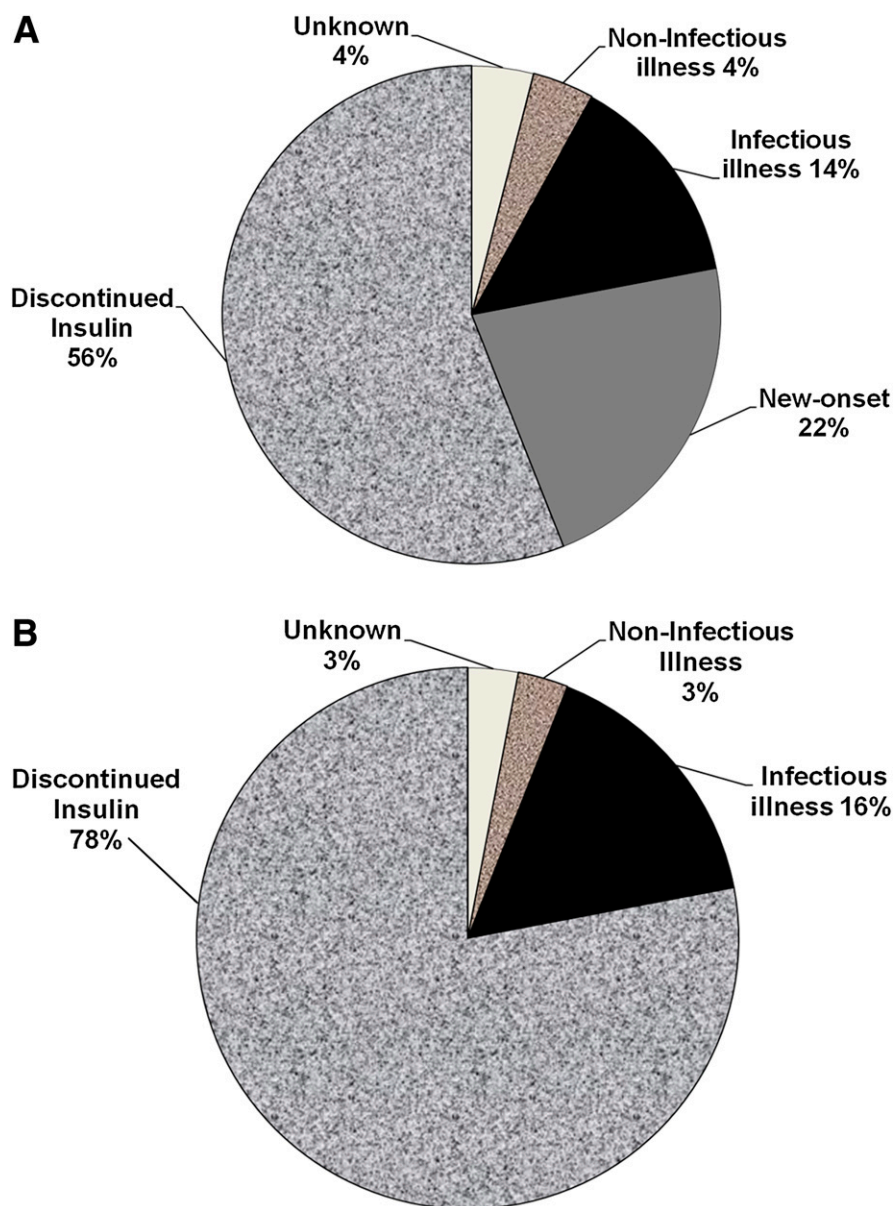 A
Unknown
4%
Non-Infectious
illness 4%
Infectious
illness 14%
Discontinued
Insulin
56%
New-onset
22%
B
Unknown
3%
Non-Infectious
Illness
3%
Discontinued
Insulin
78%
Infectious
illness 16%